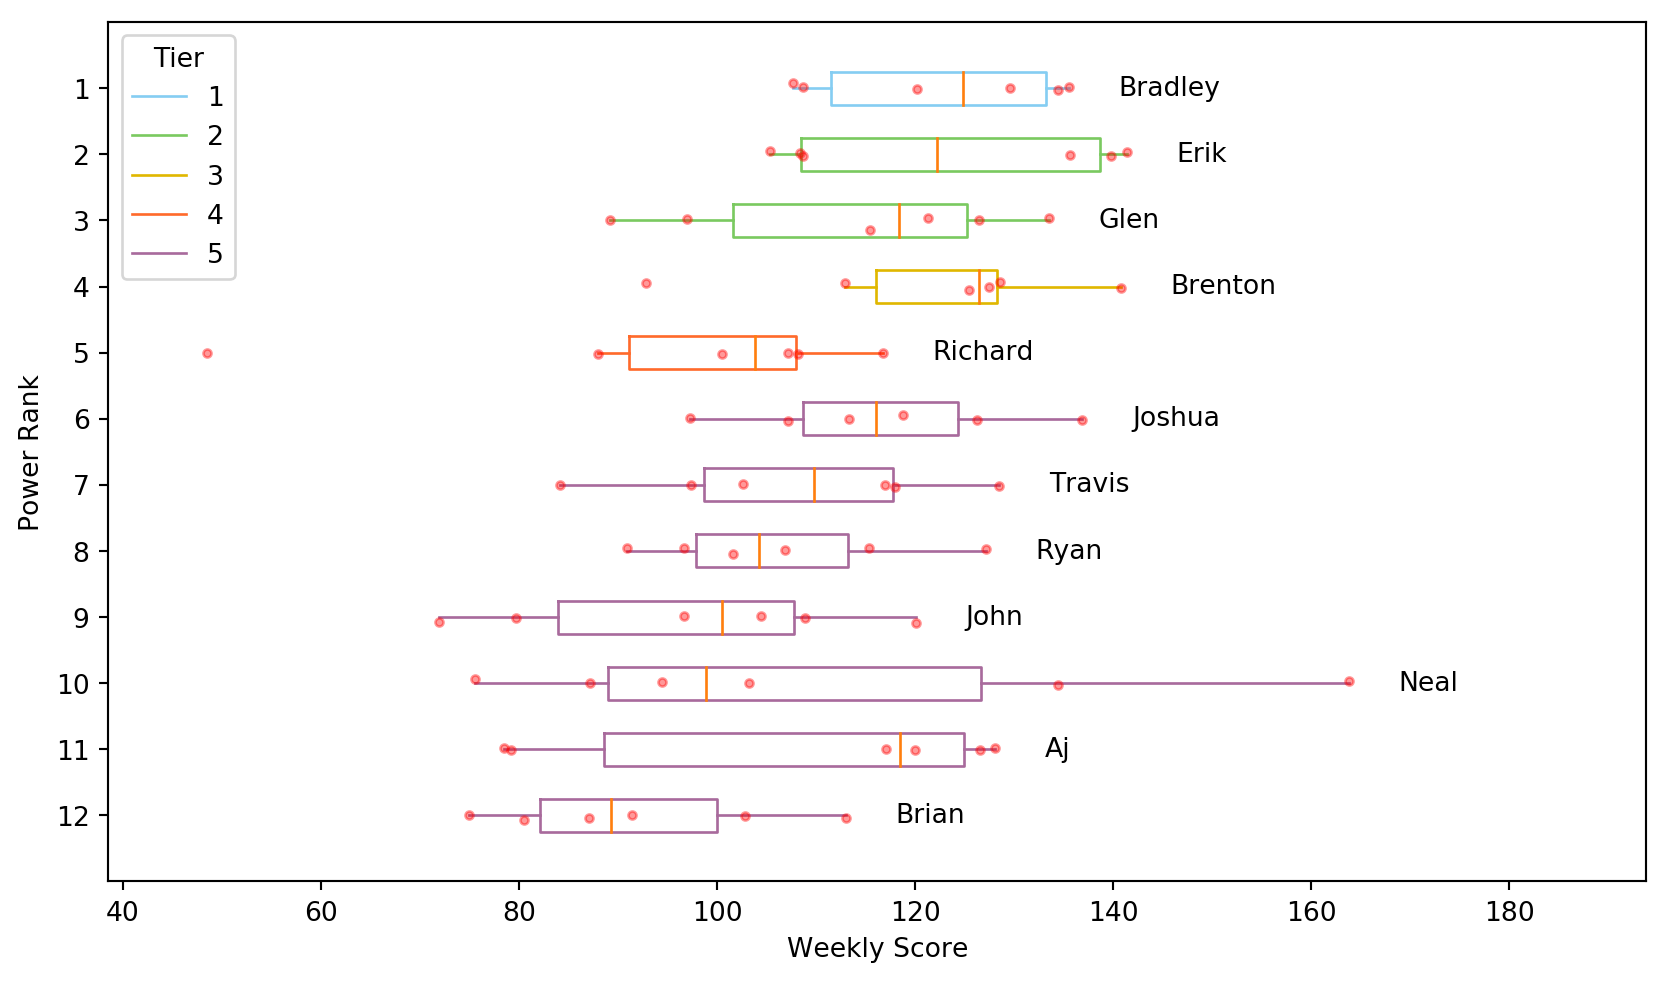 Tier
1
2
3
4
5
Power Rank
1 Bradley
2 Erik
3 Glen
4 Brenton
5 Richard
6 Joshua
7 Travis
8 Ryan
9 John
10 Neal
11 Aj
12 Brian
40 60 80 100 120 140 160 180
Weekly Score